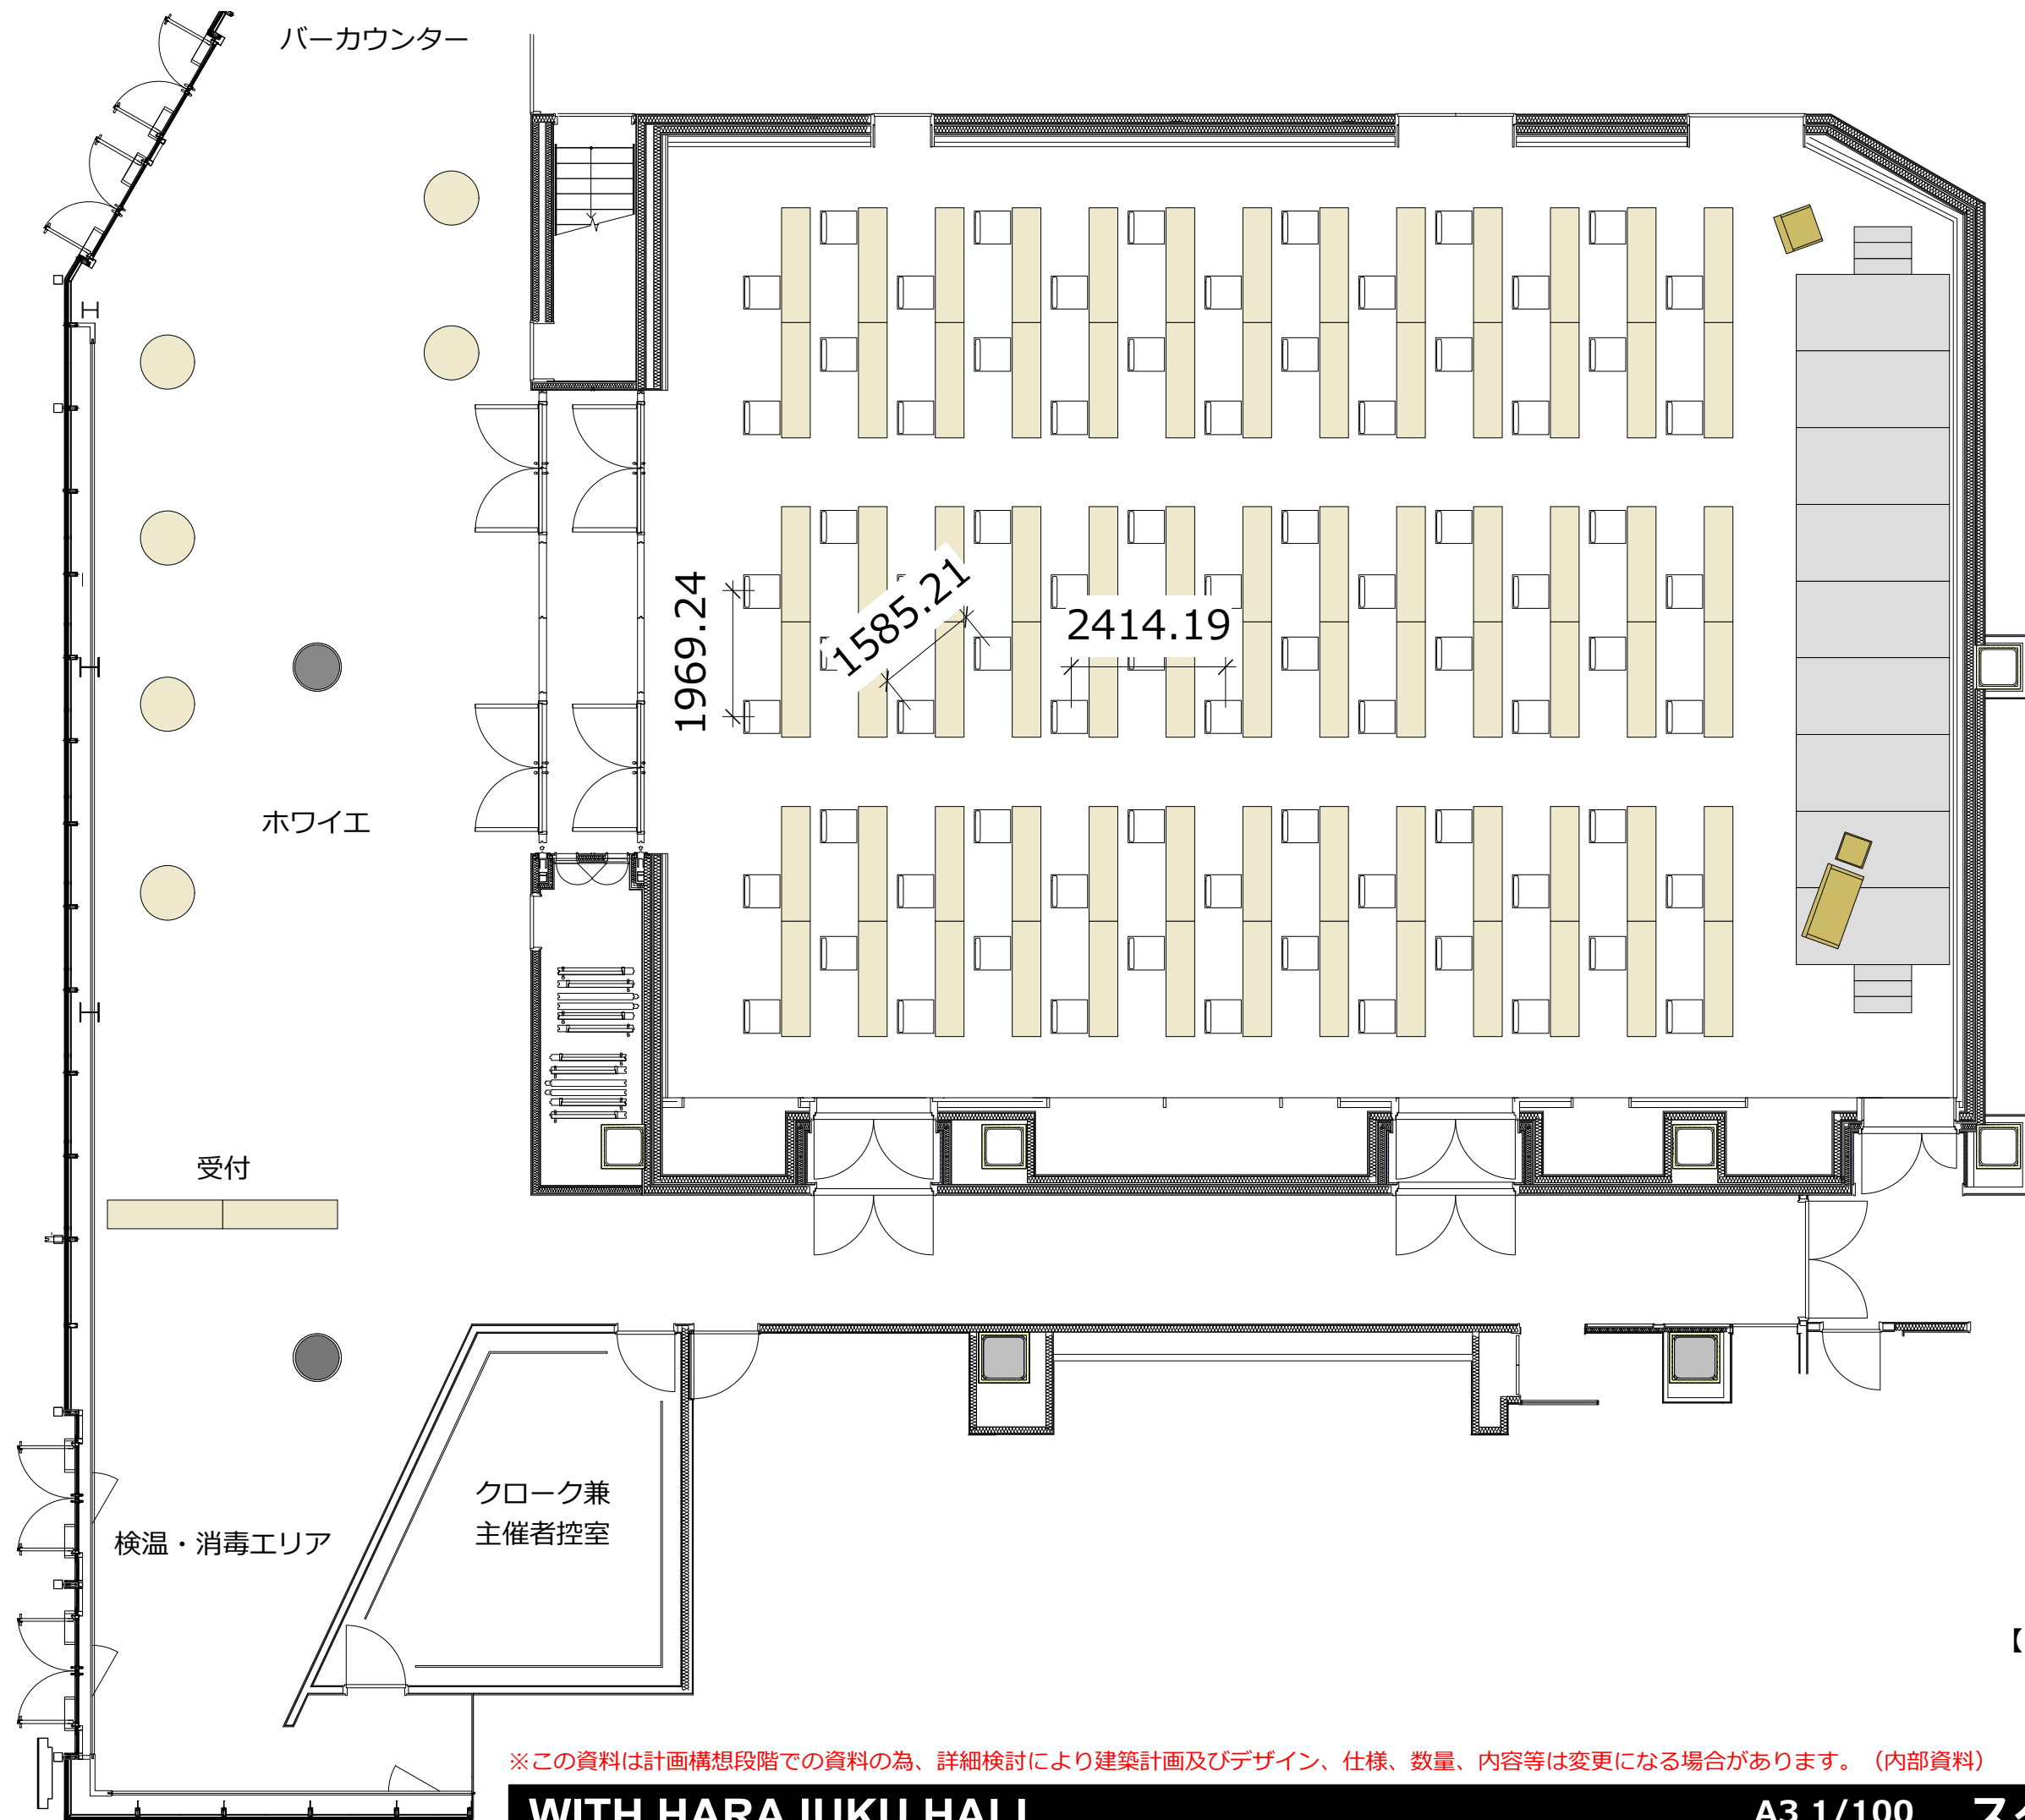 バーカウンター
1969.24
1585.21
2414.19
ホワイエ
受付
クローク兼
主催者控室
検温・消毒エリア
【
※この資料は計画構想段階での資料の為、詳細検討により建築計画及びデザイン、仕様、数量、内容等は変更になる場合があります。（内部資料）
WITH HARAJUKU HALL
A3 1/100